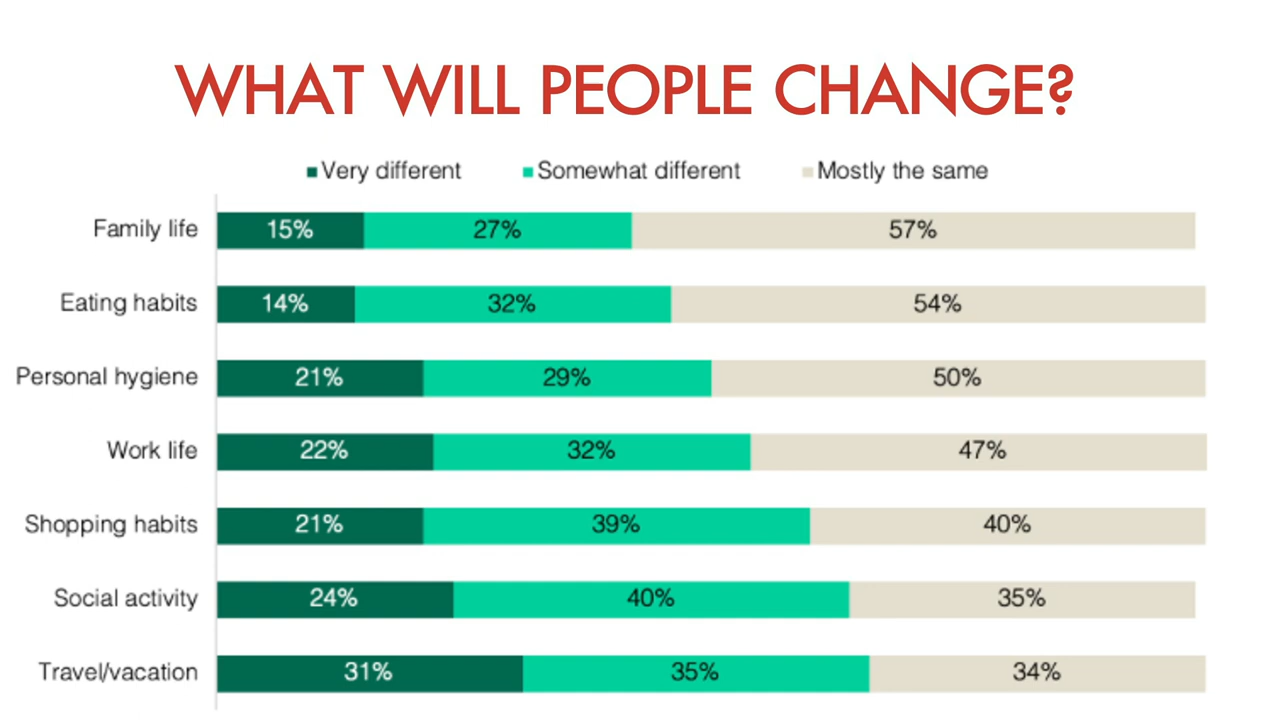 WHAT WILL PEOPLE CHANGE?
Very different Somewhat different Mostly the same
Family life 15% 27% 57%
Eating habits 14% 32% 54%
Personal hygiene 21% 29% 50%
Work life 22% 32% 47%
Shopping habits 21% 39% 40%
Social activity 24% 40% 35%
Travel/vacation 31% 35% 34%